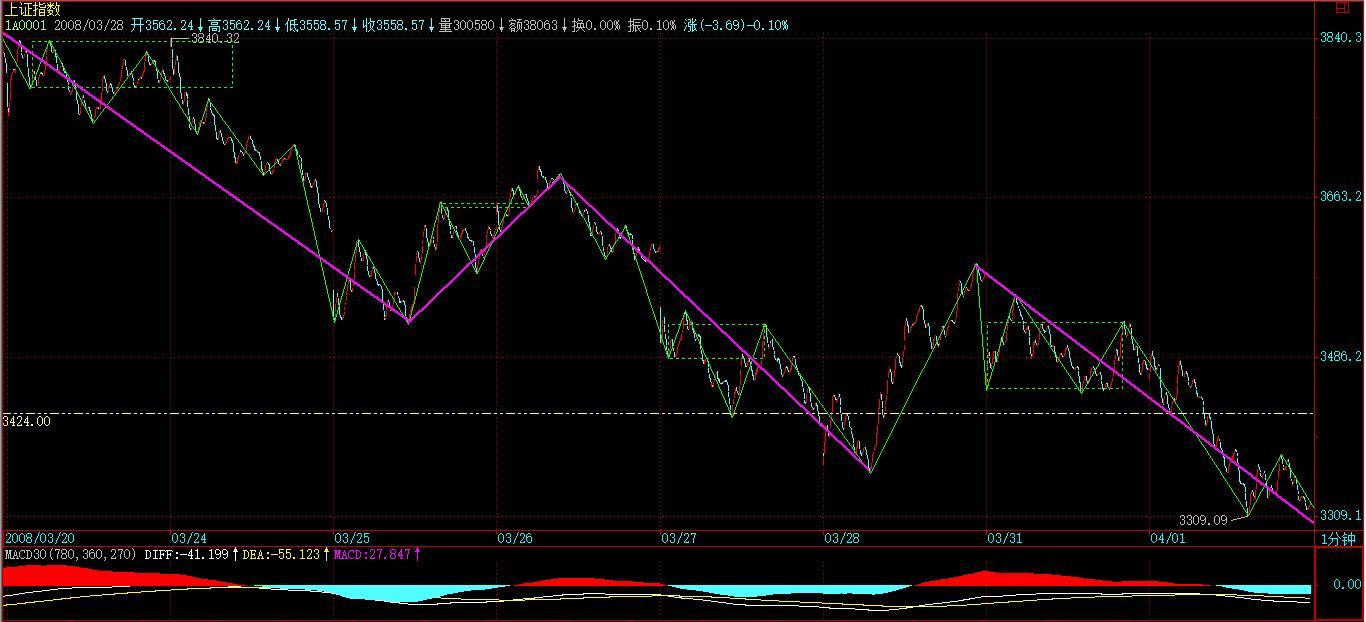 上证指数
1A0001 2008/03/28 开3562.24↓高3562.24↓低3558.57↓收3558.57↓量300580↓额38063↓换0.00% 振0.10% 涨(-3.69)-0.10%
3840.32
3840.3
3663.2
3486.2
3424.00
3309.09
3309.1
2008/03/20 03/24 03/25 03/26 03/27 03/28 03/31 04/01 1分钟
MACD30(780,360,270) DIFF:-41.199↑DEA:-55.123↑MACD:27.847↑
0.00